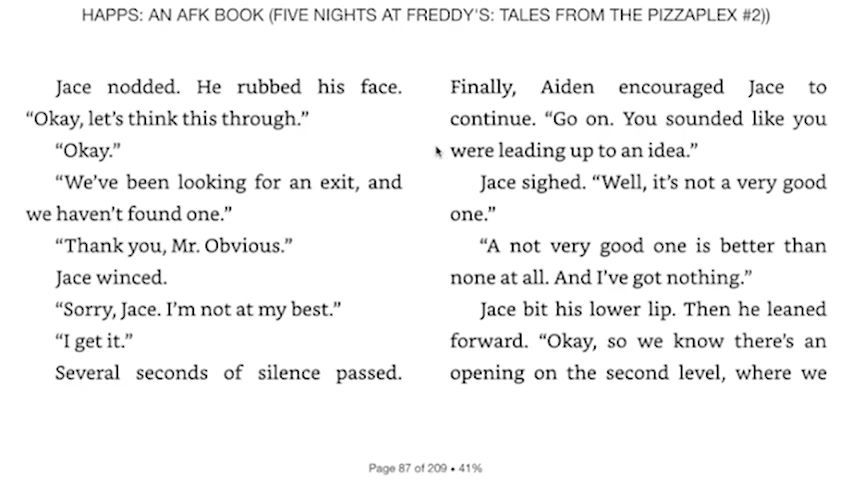 HAPPS: AN AFK BOOK (FIVE NIGHTS AT FREDDY'S: TALES FROM THE PIZZAPLEX #2))
Jace nodded. He rubbed his face.
“Okay, let’s think this through.”
“Okay.”
“We’ve been looking for an exit, and
we haven’t found one.”
“Thank you, Mr. Obvious.”
Jace winced.
“Sorry, Jace. I’m not at my best.”
“I get it.”
Several seconds of silence passed.
Finally, Aiden encouraged Jace to
continue. “Go on. You sounded like you
were leading up to an idea.”
Jace sighed. “Well, it’s not a very good
one.”
“A not very good one is better than
none at all. And I’ve got nothing.”
Jace bit his lower lip. Then he leaned
forward. “Okay, so we know there’s an
opening on the second level, where we
Page 87 of 209 • 41%